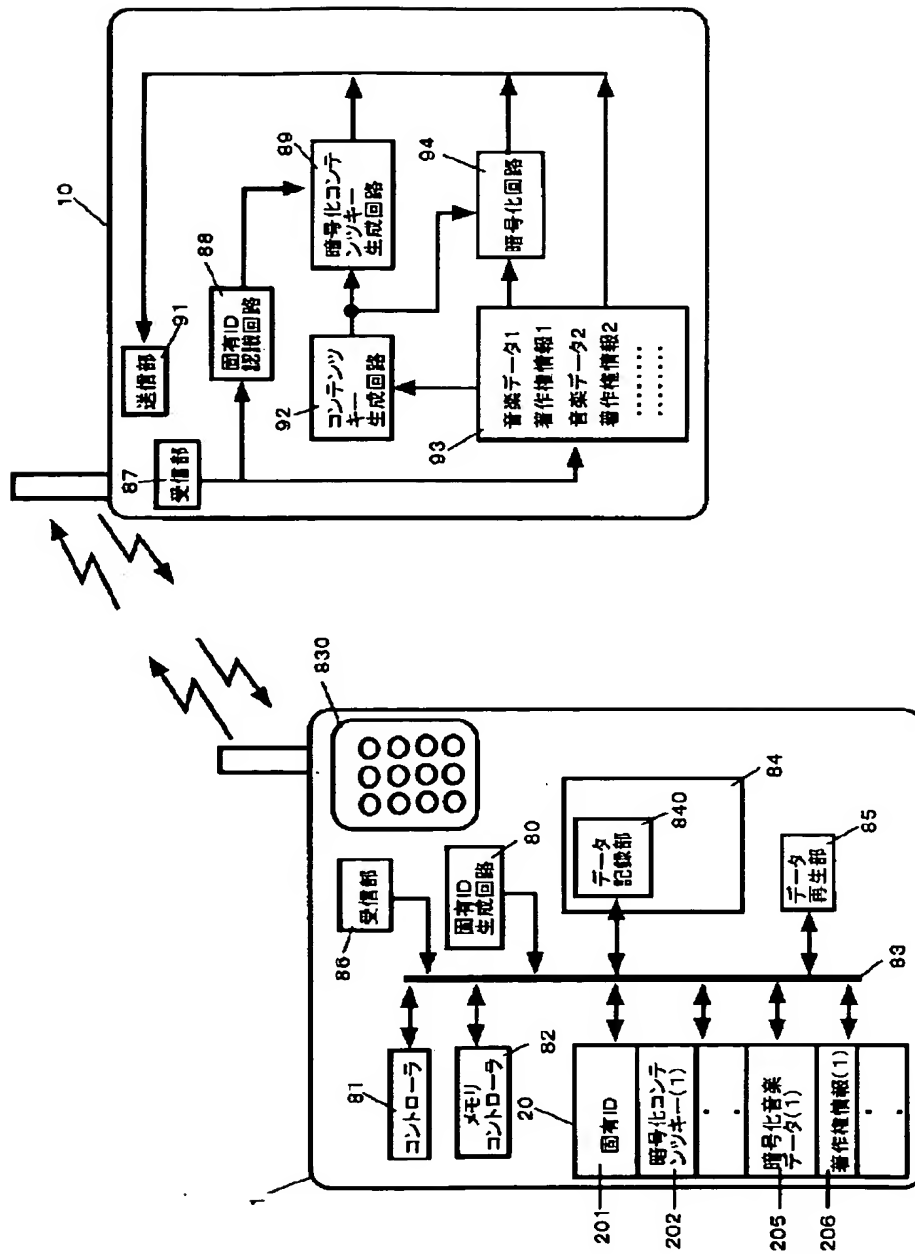 10
87
受信部
91
送信部
88
固有ID
認識回路
89
暗号化コンテ
ンツキー
生成回路
92
コンテンツ
キー
生成回路
94
暗号化回路
93
音楽データ1
著作権情報1
音楽データ2
著作権情報2
………
………
1
830
86
受信部
80
固有ID
生成回路
81
コントローラ
82
メモリ
コントローラ
84
840
データ
記録部
85
データ
再生部
83
20
201
固有ID
202
暗号化コンテ
ンツキー(1)
・ ・
205
暗号化音楽
データ(1)
206
著作権情報(1)
・ ・